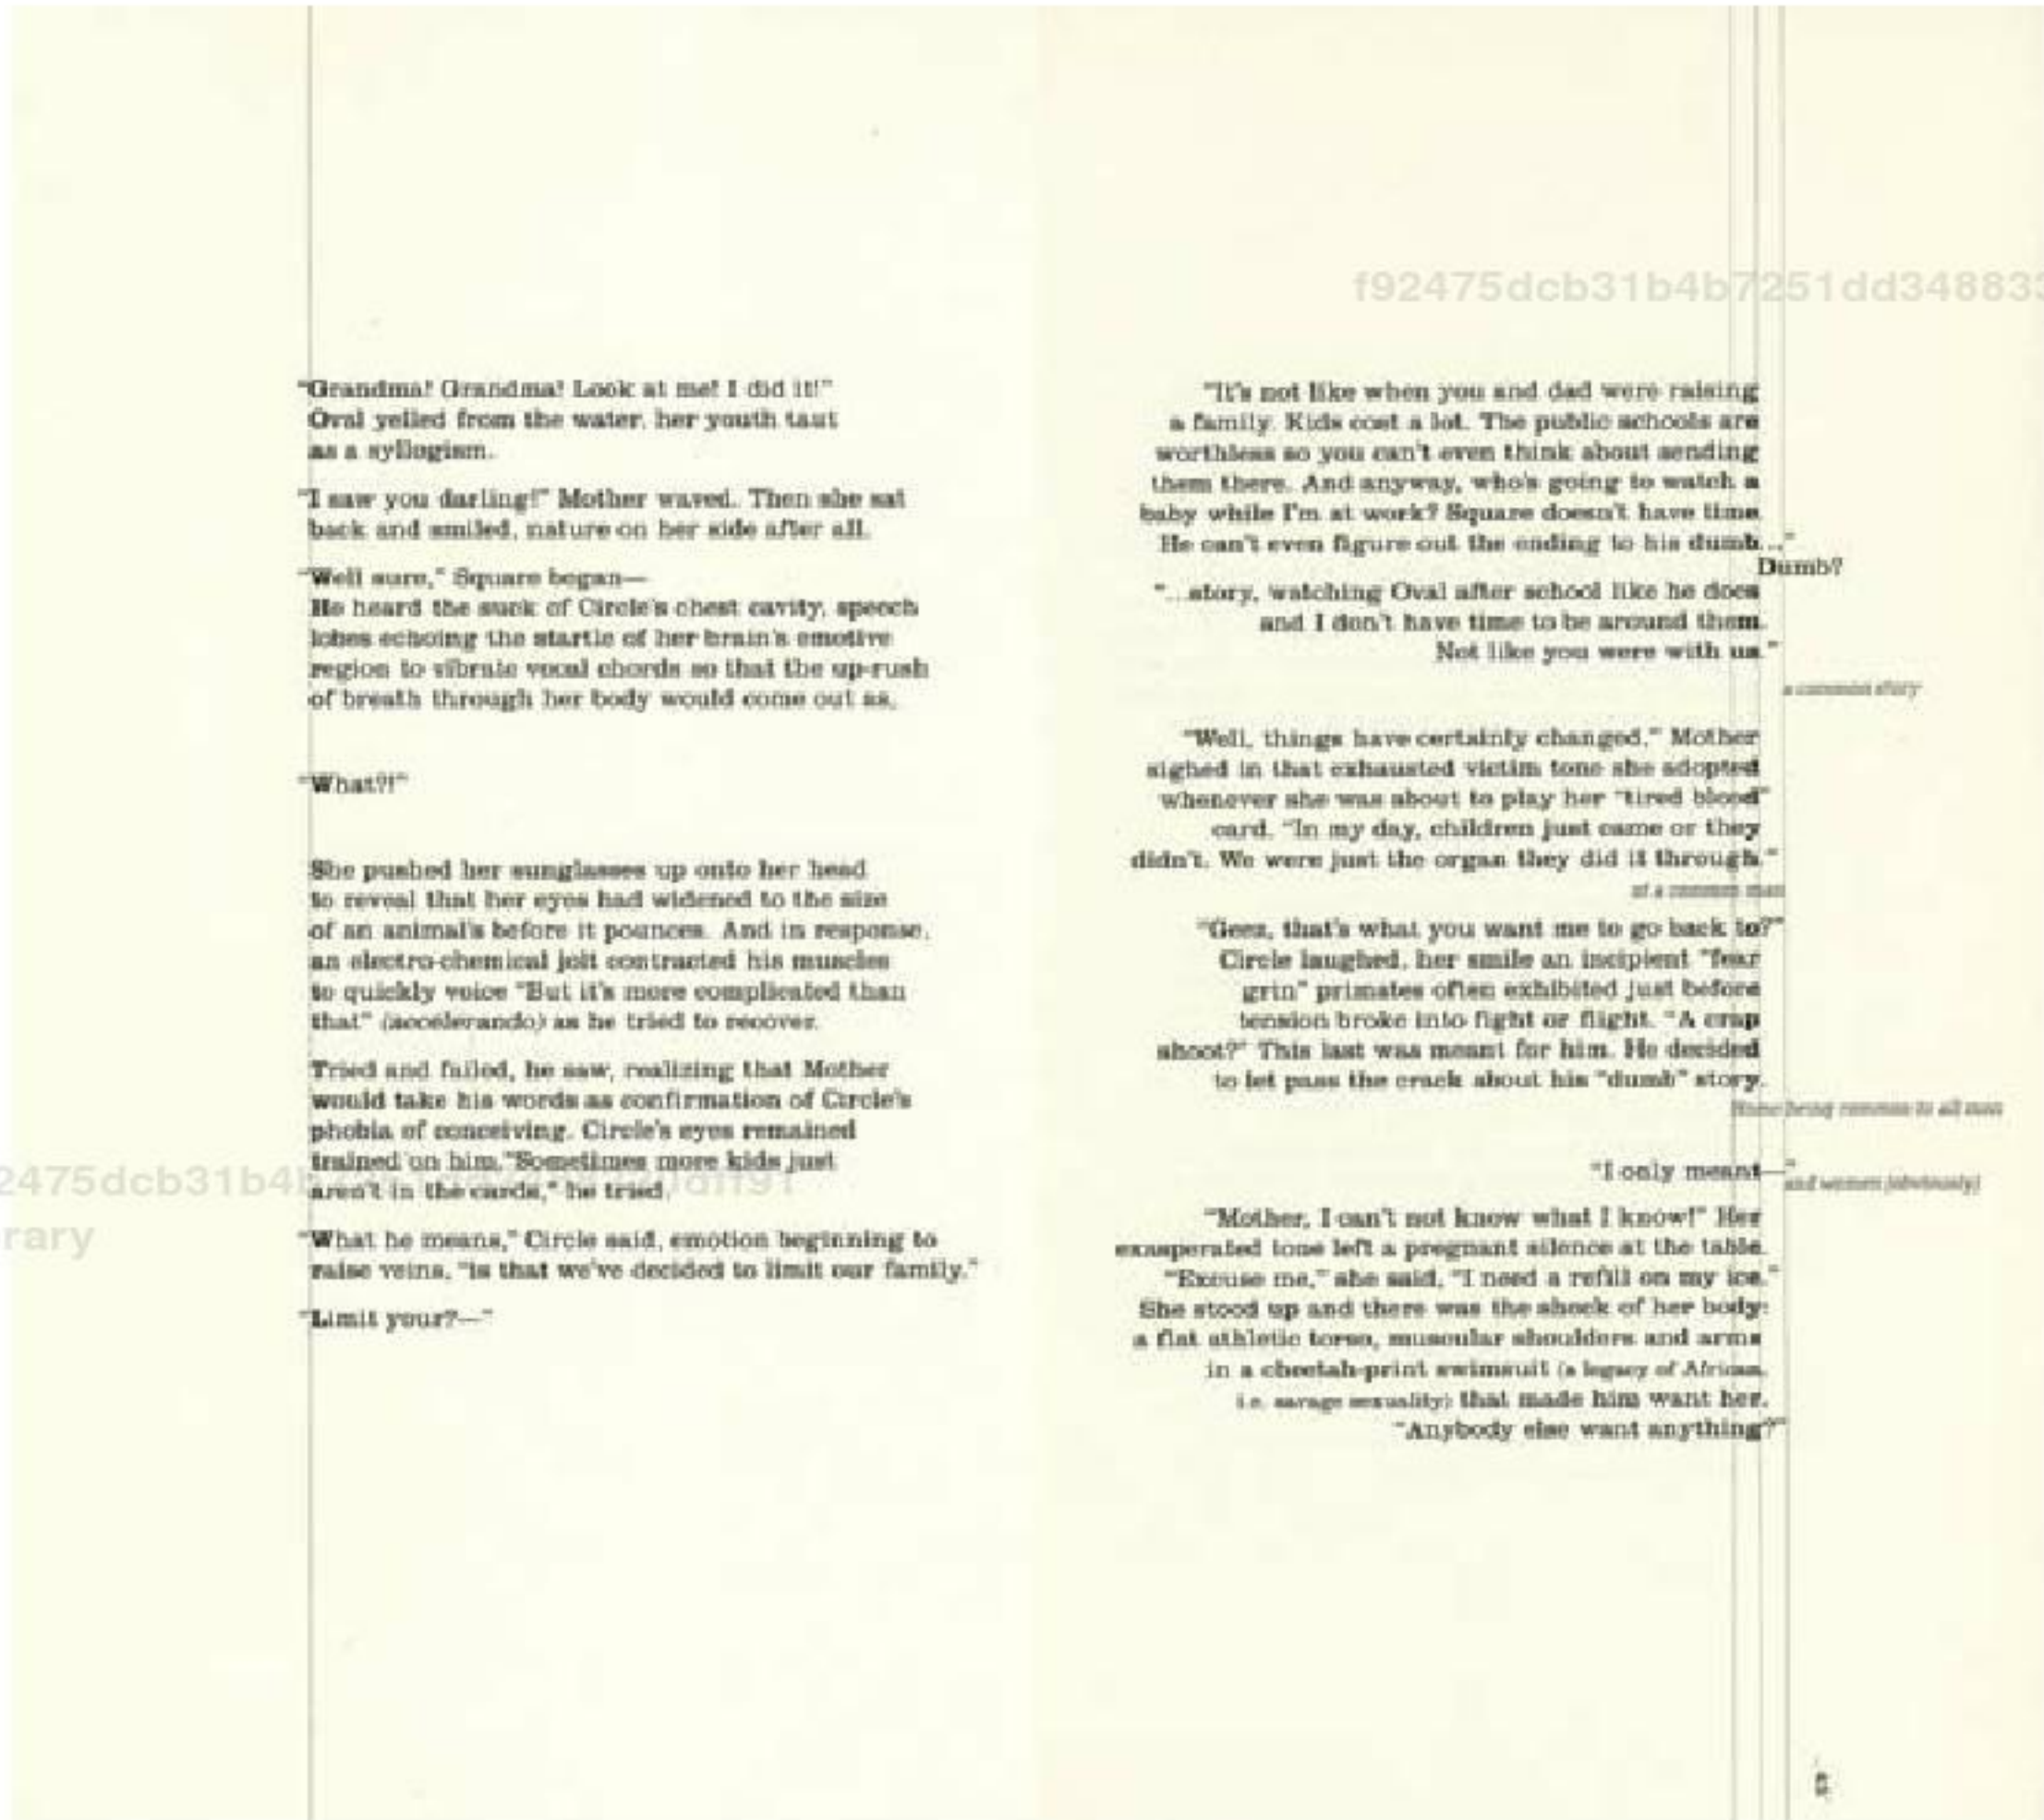 "Grandma! Grandma! Look at me! I did it!"
Oval yelled from the water, her youth taut
as a syllogism.
"I saw you darling!" Mother waved. Then she sat
back and smiled, nature on her side after all.
"Well sure," Square began—
He heard the suck of Circle's chest cavity, speech
lobes echoing the startle of her brain's emotive
region to vibrate vocal chords so that the up-rush
of breath through her body would come out as,
"What?!"
She pushed her sunglasses up onto her head
to reveal that her eyes had widened to the size
of an animal's before it pounces. And in response,
an electro-chemical jolt contracted his muscles
to quickly voice "But it's more complicated than
that" (accelerando) as he tried to recover.
Tried and failed, he saw, realizing that Mother
would take his words as confirmation of Circle's
phobia of conceiving. Circle's eyes remained
trained on him. "Sometimes more kids just
aren't in the cards," he tried.
"What he means," Circle said, emotion beginning to
raise veins, "is that we've decided to limit our family."
"Limit your?—"
2475dcb31b4b
rary
f92475dcb31b4b7251dd34883
"It's not like when you and dad were raising
a family. Kids cost a lot. The public schools are
worthless so you can't even think about sending
them there. And anyway, who's going to watch a
baby while I'm at work? Square doesn't have time.
He can't even figure out the ending to his dumb..."
Dumb?
"...story, watching Oval after school like he does
and I don't have time to be around them.
Not like you were with us."
a common story
"Well, things have certainly changed," Mother
sighed in that exhausted victim tone she adopted
whenever she was about to play her "tired blood"
card. "In my day, children just came or they
didn't. We were just the organ they did it through."
of a common man
"Geez, that's what you want me to go back to?"
Circle laughed, her smile an incipient "fear
grin" primates often exhibited just before
tension broke into fight or flight. "A crap
shoot?" This last was meant for him. He decided
to let pass the crack about his "dumb" story.
being common to all men
"I only meant—"
and women (obviously)
"Mother, I can't not know what I know!" Her
exasperated tone left a pregnant silence at the table.
"Excuse me," she said, "I need a refill on my ice."
She stood up and there was the shock of her body:
a flat athletic torso, muscular shoulders and arms
in a cheetah-print swimsuit (a legacy of African,
i.e. savage sexuality) that made him want her.
"Anybody else want anything?"